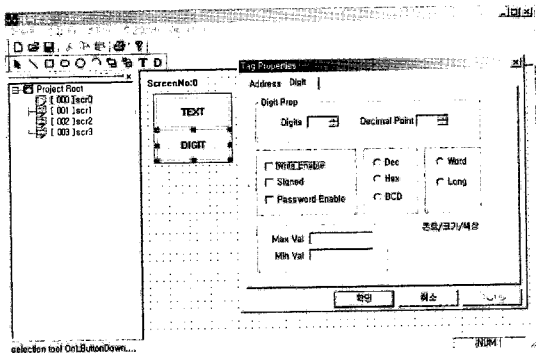 T D
Project Root
[ 000 ]scr0
[ 001 ]scr1
[ 002 ]scr2
[ 003 ]scr3
ScreenNo:0
TEXT
DIGIT
Tag Properties
Address Digit
Digit Prop
Digits Decimal Point
Write Enable
Signed
Password Enable
Dec
Hex
BCD
Word
Long
폰트/크기/색상
Max Val
Min Val
확인 취소
selection tool OnLButtonDown....
NUM